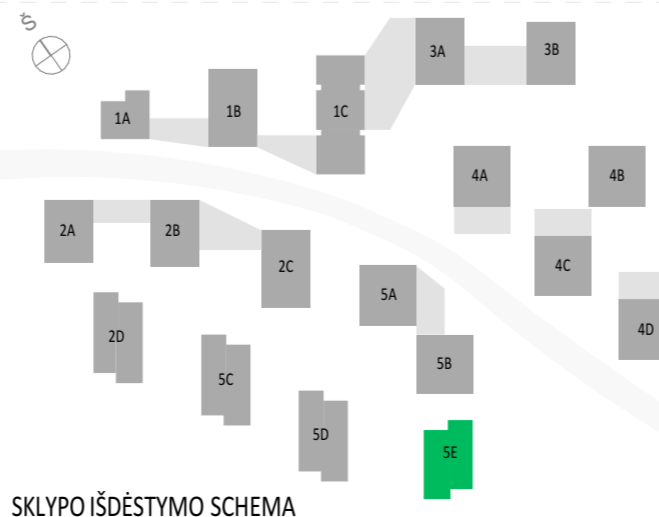 Š
3A
3B
1A
1B
1C
4A
4B
2A
2B
2C
4C
5A
4D
2D
5B
5C
5D
5E
SKLYPO IŠDĖSTYMO SCHEMA